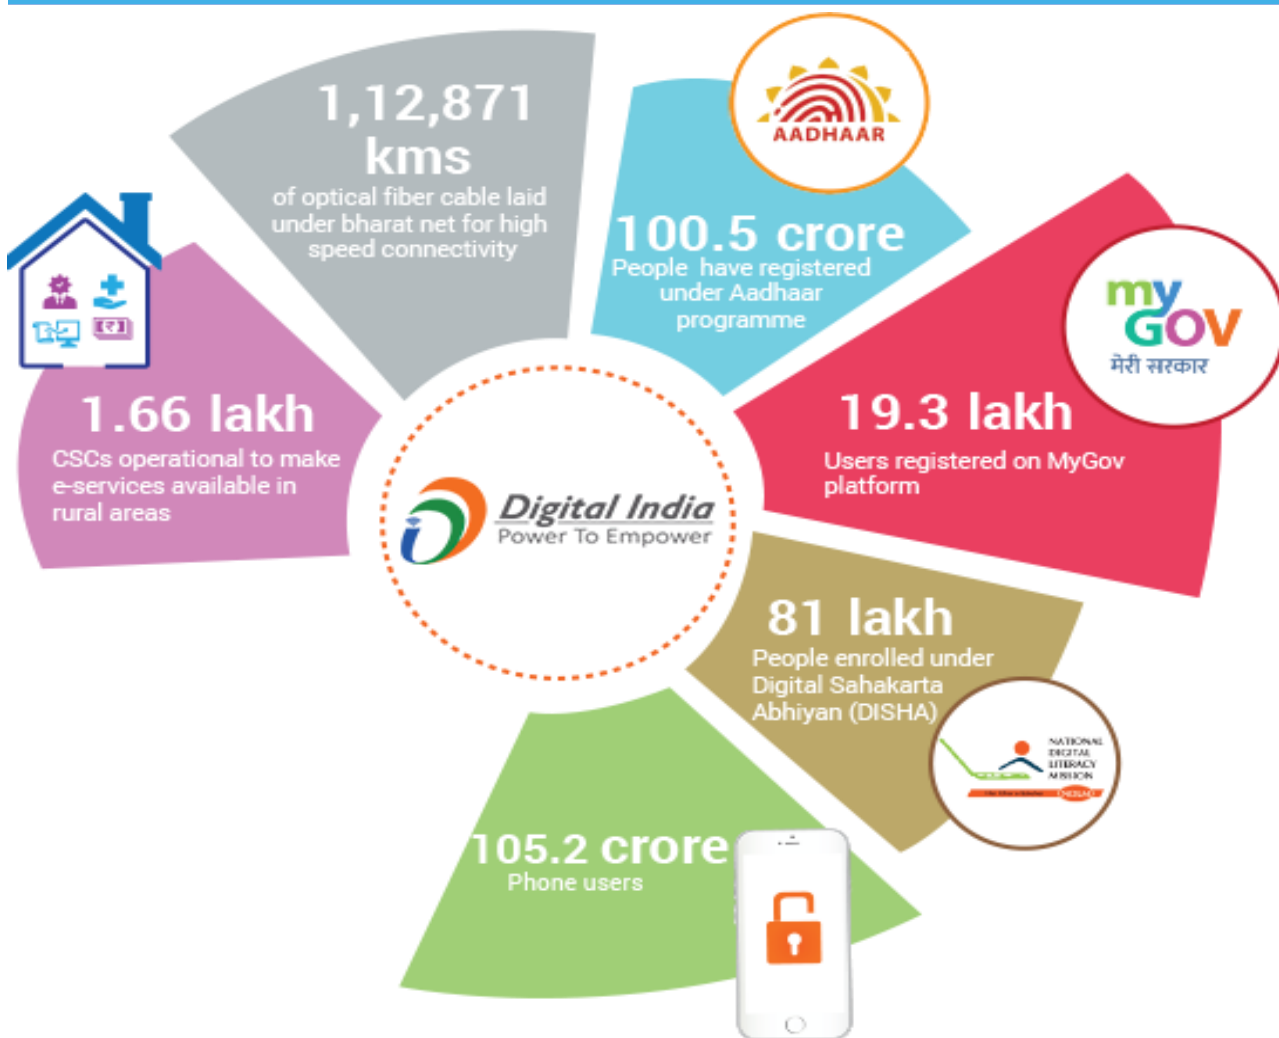 1,12,871
kms
of optical fiber cable laid
under bharat net for high
speed connectivity
AADHAAR
100.5 crore
People have registered
under Aadhaar
programme
my
GOV
मेरी सरकार
19.3 lakh
Users registered on MyGov
platform
1.66 lakh
CSCs operational to make
e-services available in
rural areas
Digital India
Power To Empower
81 lakh
People enrolled under
Digital Sahakarta
Abhiyan (DISHA)
NATIONAL
DIGITAL
LITERACY
MISSION
105.2 crore
Phone users